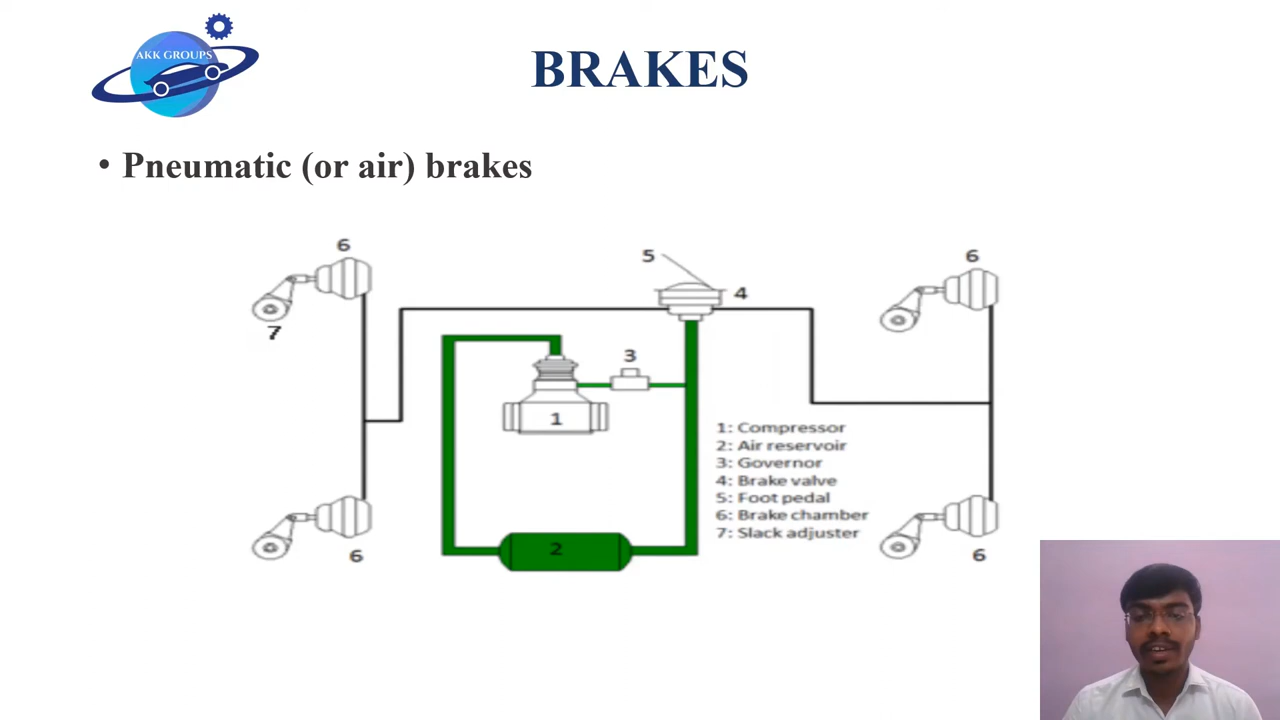 AKK GROUPS
BRAKES
• Pneumatic (or air) brakes
6
5
6
4
7
3
1
1: Compressor
2: Air reservoir
3: Governor
4: Brake valve
5: Foot pedal
6: Brake chamber
7: Slack adjuster
2
6
6